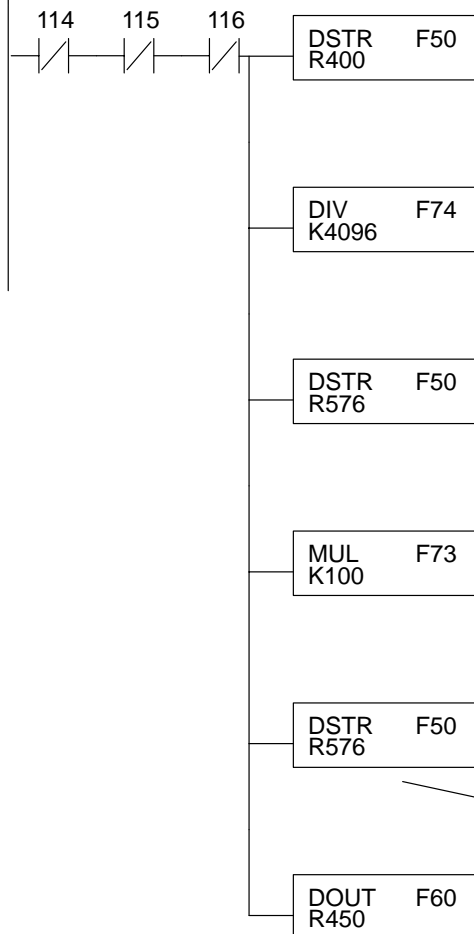 114 115 116
DSTR F50
R400
DIV F74
K4096
DSTR F50
R576
MUL F73
K100
DSTR F50
R576
DOUT F60
R450